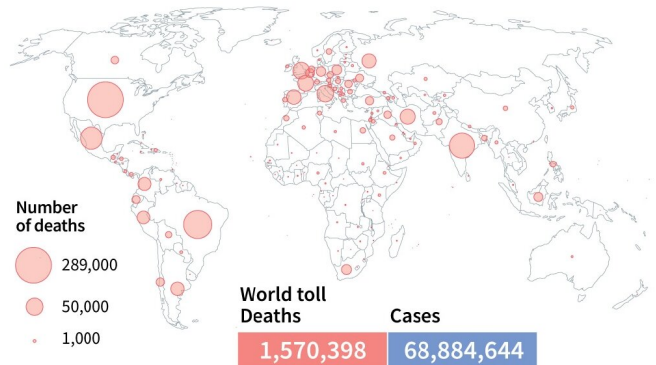 Number
of deaths
289,000
50,000
1,000
World toll
Deaths
Cases
1,570,398
68,884,644